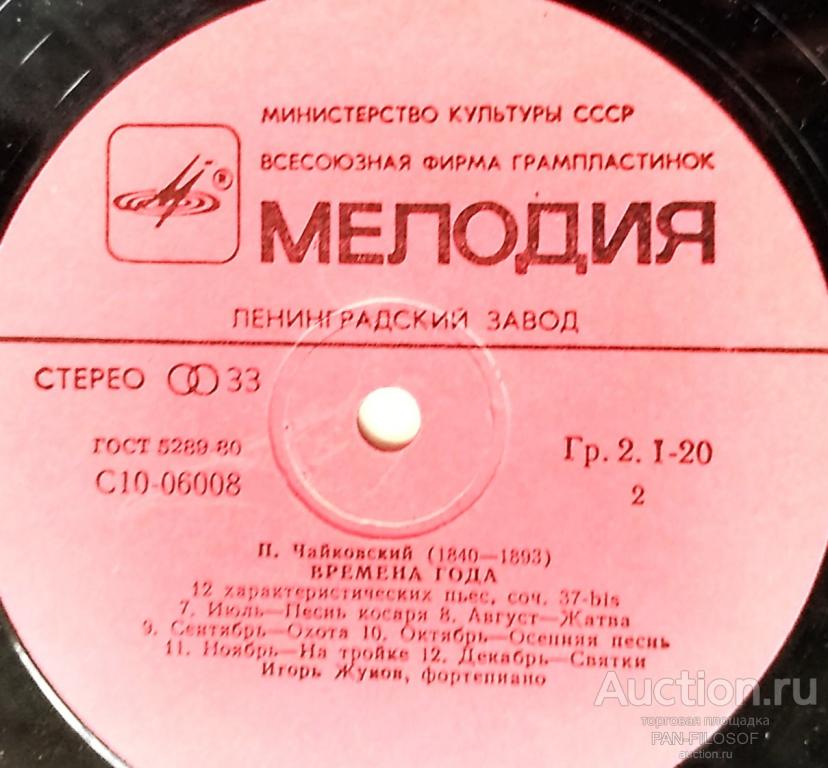 МИНИСТЕРСТВО КУЛЬТУРЫ СССР
ВСЕСОЮЗНАЯ ФИРМА ГРАМПЛАСТИНОК
®
МЕЛОДИЯ
ЛЕНИНГРАДСКИЙ ЗАВОД
СТЕРЕО 33
ГОСТ 5289-80
С10-06008
Гр. 2. I-20
2
П. Чайковский (1840—1893)
ВРЕМЕНА ГОДА
12 характеристических пьес, соч. 37-bis
7. Июль—Песнь косаря 8. Август—Жатва
9. Сентябрь—Охота 10. Октябрь—Осенняя песнь
11. Ноябрь—На тройке 12. Декабрь—Святки
Игорь Жуков, фортепиано
Auction.ru
торговая площадка
PAN-FILOSOF
auction.ru